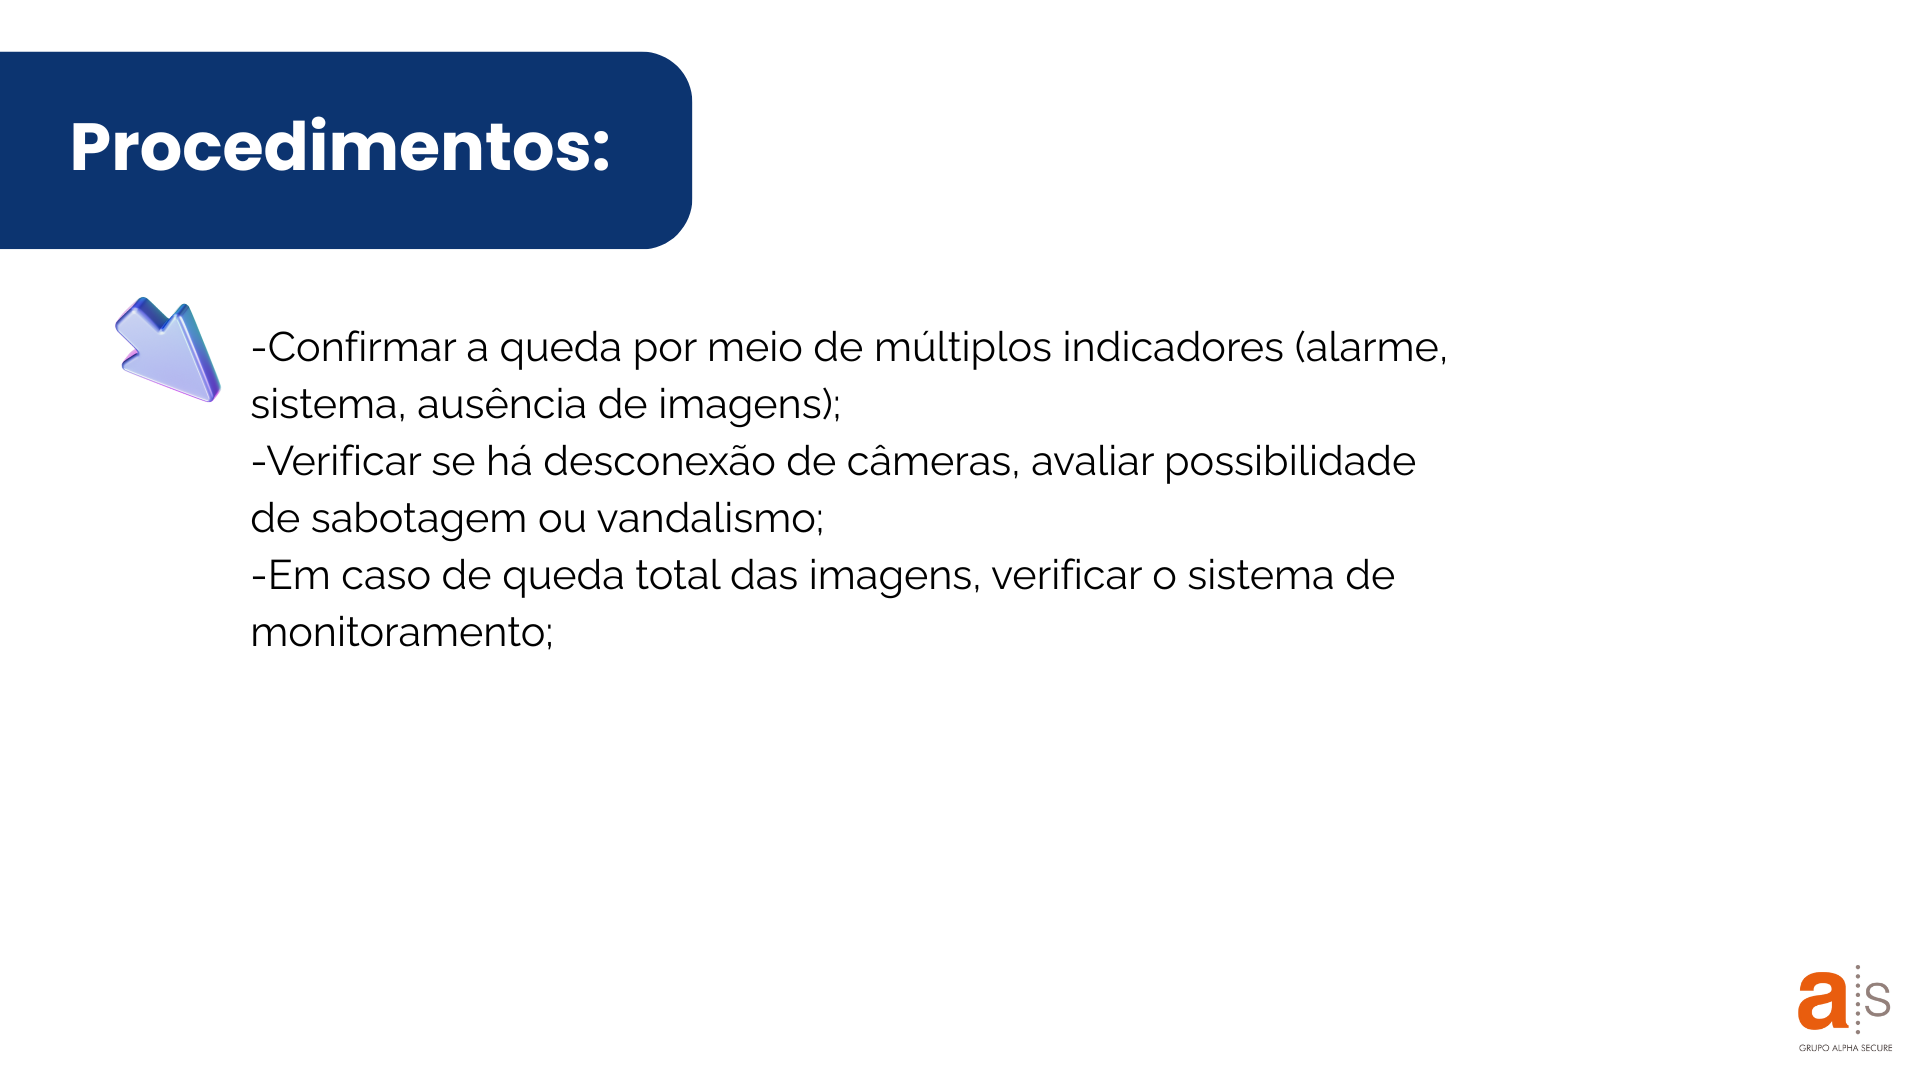 Procedimentos:
-Confirmar a queda por meio de múltiplos indicadores (alarme,
sistema, ausência de imagens);
-Verificar se há desconexão de câmeras, avaliar possibilidade
de sabotagem ou vandalismo;
-Em caso de queda total das imagens, verificar o sistema de
monitoramento;
a s
GRUPO ALPHA SECURE